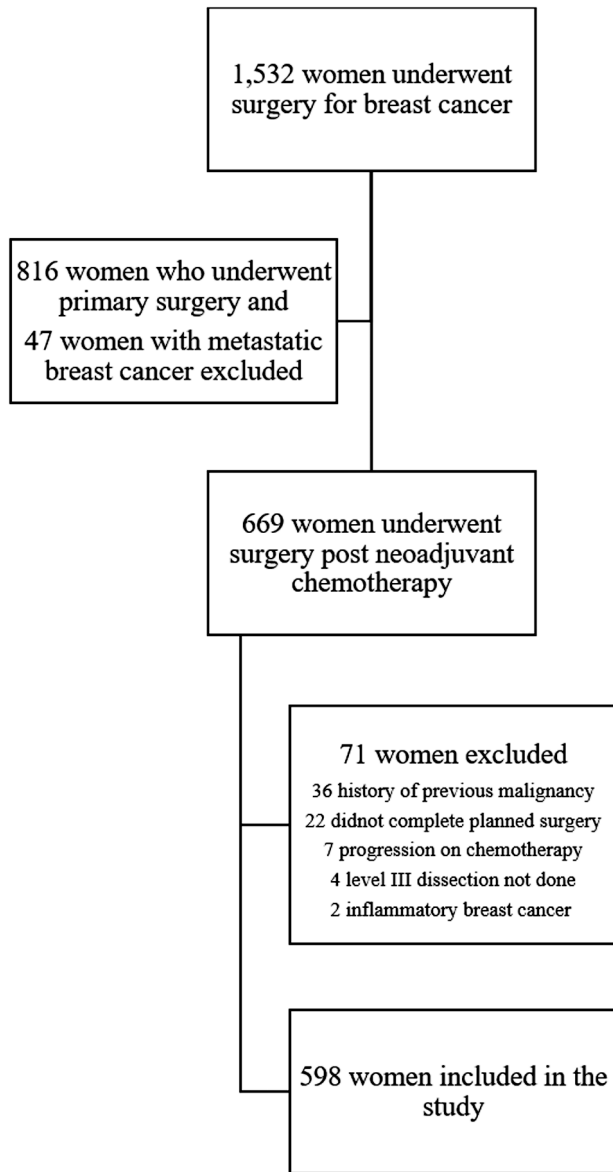 1,532 women underwent
surgery for breast cancer
816 women who underwent
primary surgery and
47 women with metastatic
breast cancer excluded
669 women underwent
surgery post neoadjuvant
chemotherapy
71 women excluded
36 history of previous malignancy
22 didnot complete planned surgery
7 progression on chemotherapy
4 level III dissection not done
2 inflammatory breast cancer
598 women included in the
study